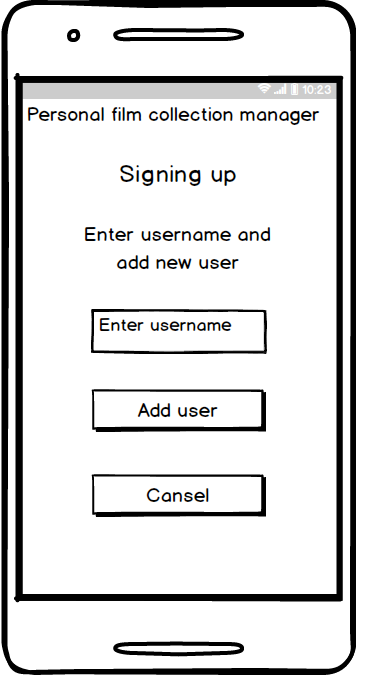 10:23
Personal film collection manager
Signing up
Enter username and
add new user
Enter username
Add user
Cansel